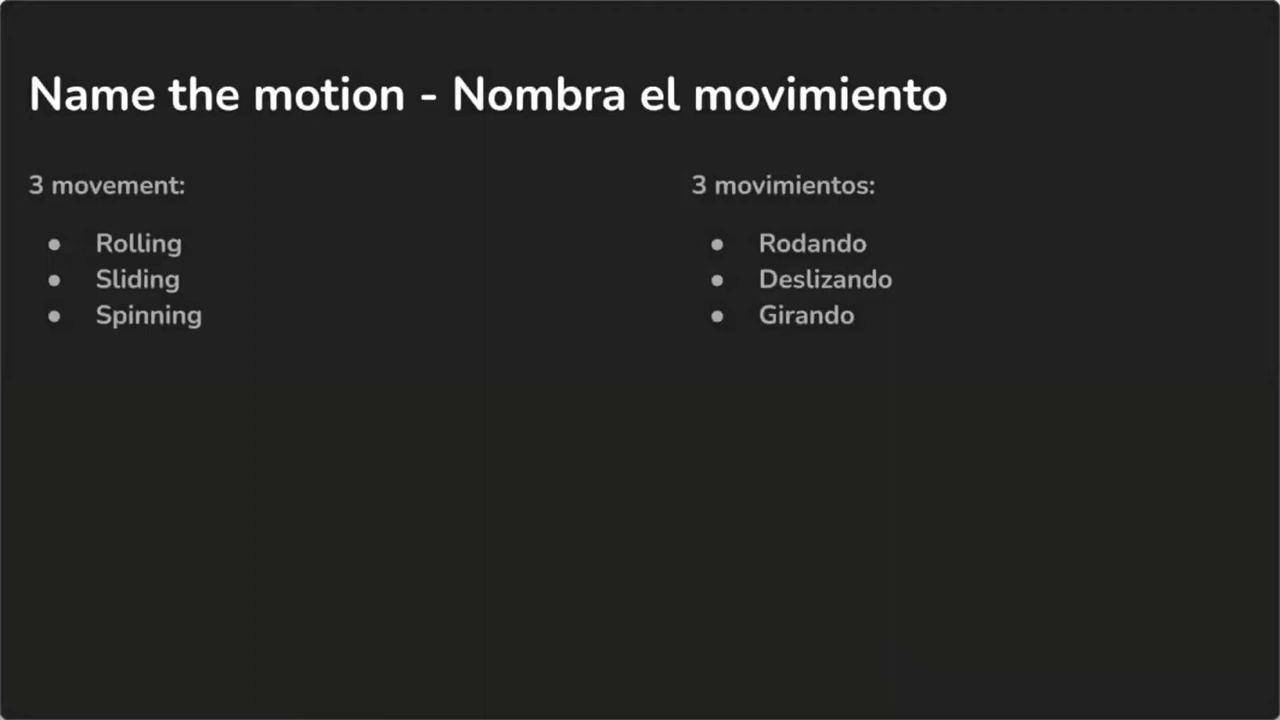 Name the motion - Nombra el movimiento
3 movement:
● Rolling
● Sliding
● Spinning
3 movimientos:
● Rodando
● Deslizando
● Girando